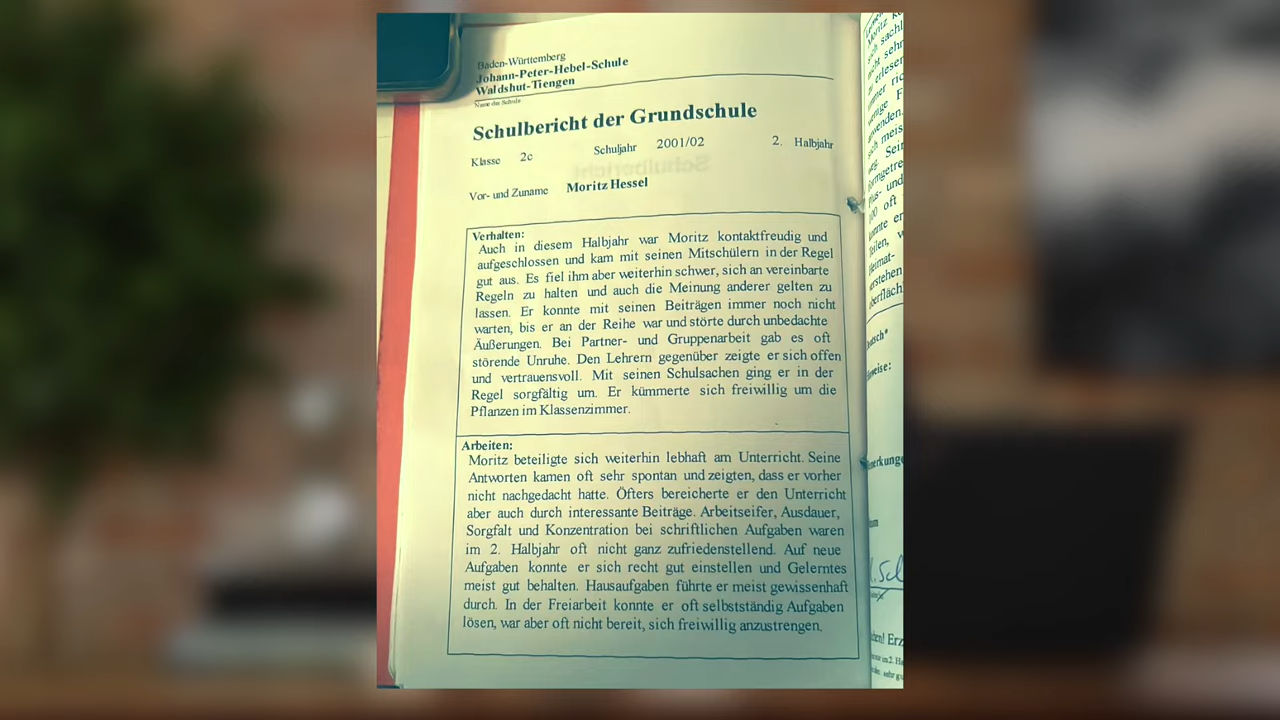 Baden-Württemberg
Johann-Peter-Hebel-Schule
Waldshut-Tiengen
Name der Schule
Schulbericht der Grundschule
Klasse 2c Schuljahr 2001/02 2. Halbjahr
Vor- und Zuname Moritz Hessel
Verhalten:
Auch in diesem Halbjahr war Moritz kontaktfreudig und
aufgeschlossen und kam mit seinen Mitschülern in der Regel
gut aus. Es fiel ihm aber weiterhin schwer, sich an vereinbarte
Regeln zu halten und auch die Meinung anderer gelten zu
lassen. Er konnte mit seinen Beiträgen immer noch nicht
warten, bis er an der Reihe war und störte durch unbedachte
Äußerungen. Bei Partner- und Gruppenarbeit gab es oft
störende Unruhe. Den Lehrern gegenüber zeigte er sich offen
und vertrauensvoll. Mit seinen Schulsachen ging er in der
Regel sorgfältig um. Er kümmerte sich freiwillig um die
Pflanzen im Klassenzimmer.
Arbeiten:
Moritz beteiligte sich weiterhin lebhaft am Unterricht. Seine
Antworten kamen oft sehr spontan und zeigten, dass er vorher
nicht nachgedacht hatte. Öfters bereicherte er den Unterricht
aber auch durch interessante Beiträge. Arbeitseifer, Ausdauer,
Sorgfalt und Konzentration bei schriftlichen Aufgaben waren
im 2. Halbjahr oft nicht ganz zufriedenstellend. Auf neue
Aufgaben konnte er sich recht gut einstellen und Gelerntes
meist gut behalten. Hausaufgaben führte er meist gewissenhaft
durch. In der Freiarbeit konnte er oft selbstständig Aufgaben
lösen, war aber oft nicht bereit, sich freiwillig anzustrengen.